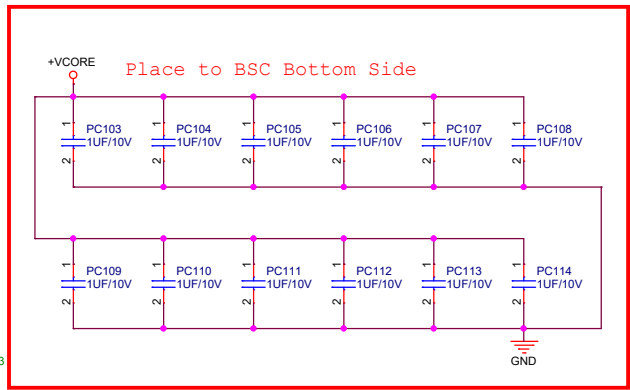 +VCORE
Place to BSC Bottom Side
1 1 1 1 1 1
PC103 PC104 PC105 PC106 PC107 PC108
1UF/10V 1UF/10V 1UF/10V 1UF/10V 1UF/10V 1UF/10V
2 2 2 2 2 2
1 1 1 1 1 1
PC109 PC110 PC111 PC112 PC113 PC114
1UF/10V 1UF/10V 1UF/10V 1UF/10V 1UF/10V 1UF/10V
2 2 2 2 2 2
3
GND